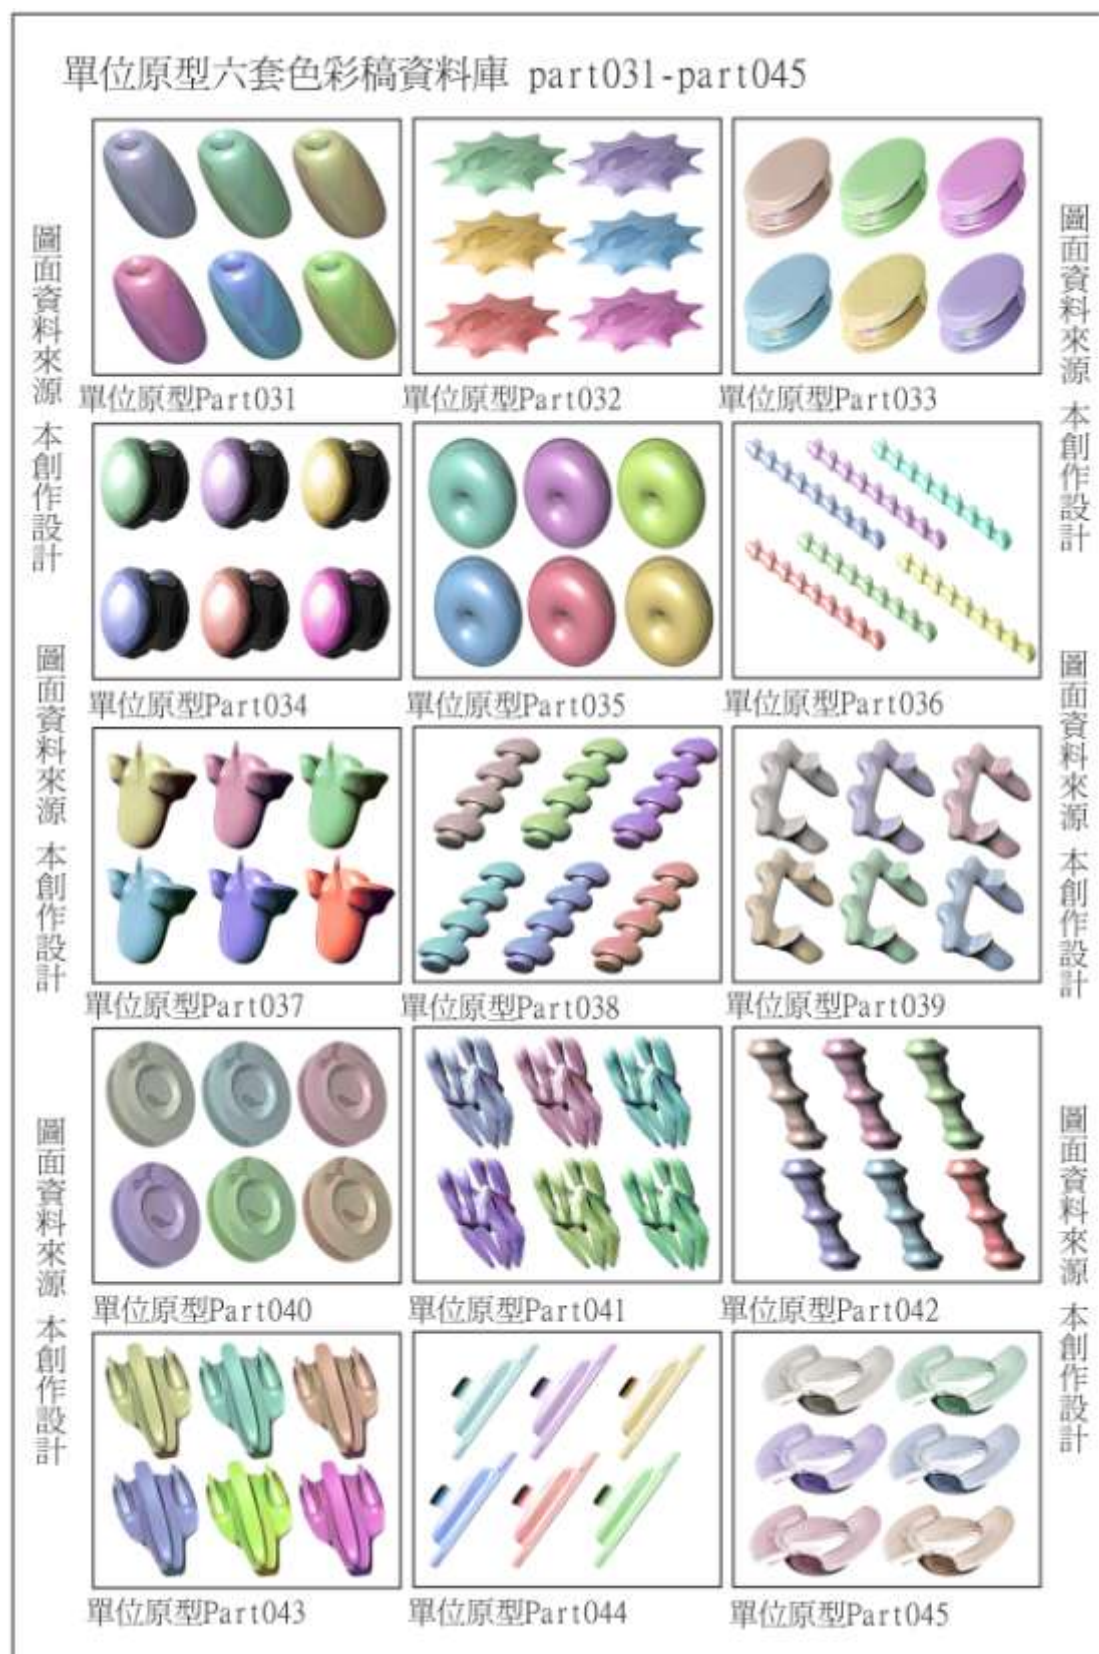 單位原型六套色彩稿資料庫 part031-part045
圖面資料來源 本創作設計
圖面資料來源 本創作設計
單位原型Part031
單位原型Part032
單位原型Part033
單位原型Part034
單位原型Part035
單位原型Part036
圖面資料來源 本創作設計
圖面資料來源 本創作設計
單位原型Part037
單位原型Part038
單位原型Part039
單位原型Part040
單位原型Part041
單位原型Part042
圖面資料來源 本創作設計
圖面資料來源 本創作設計
單位原型Part043
單位原型Part044
單位原型Part045